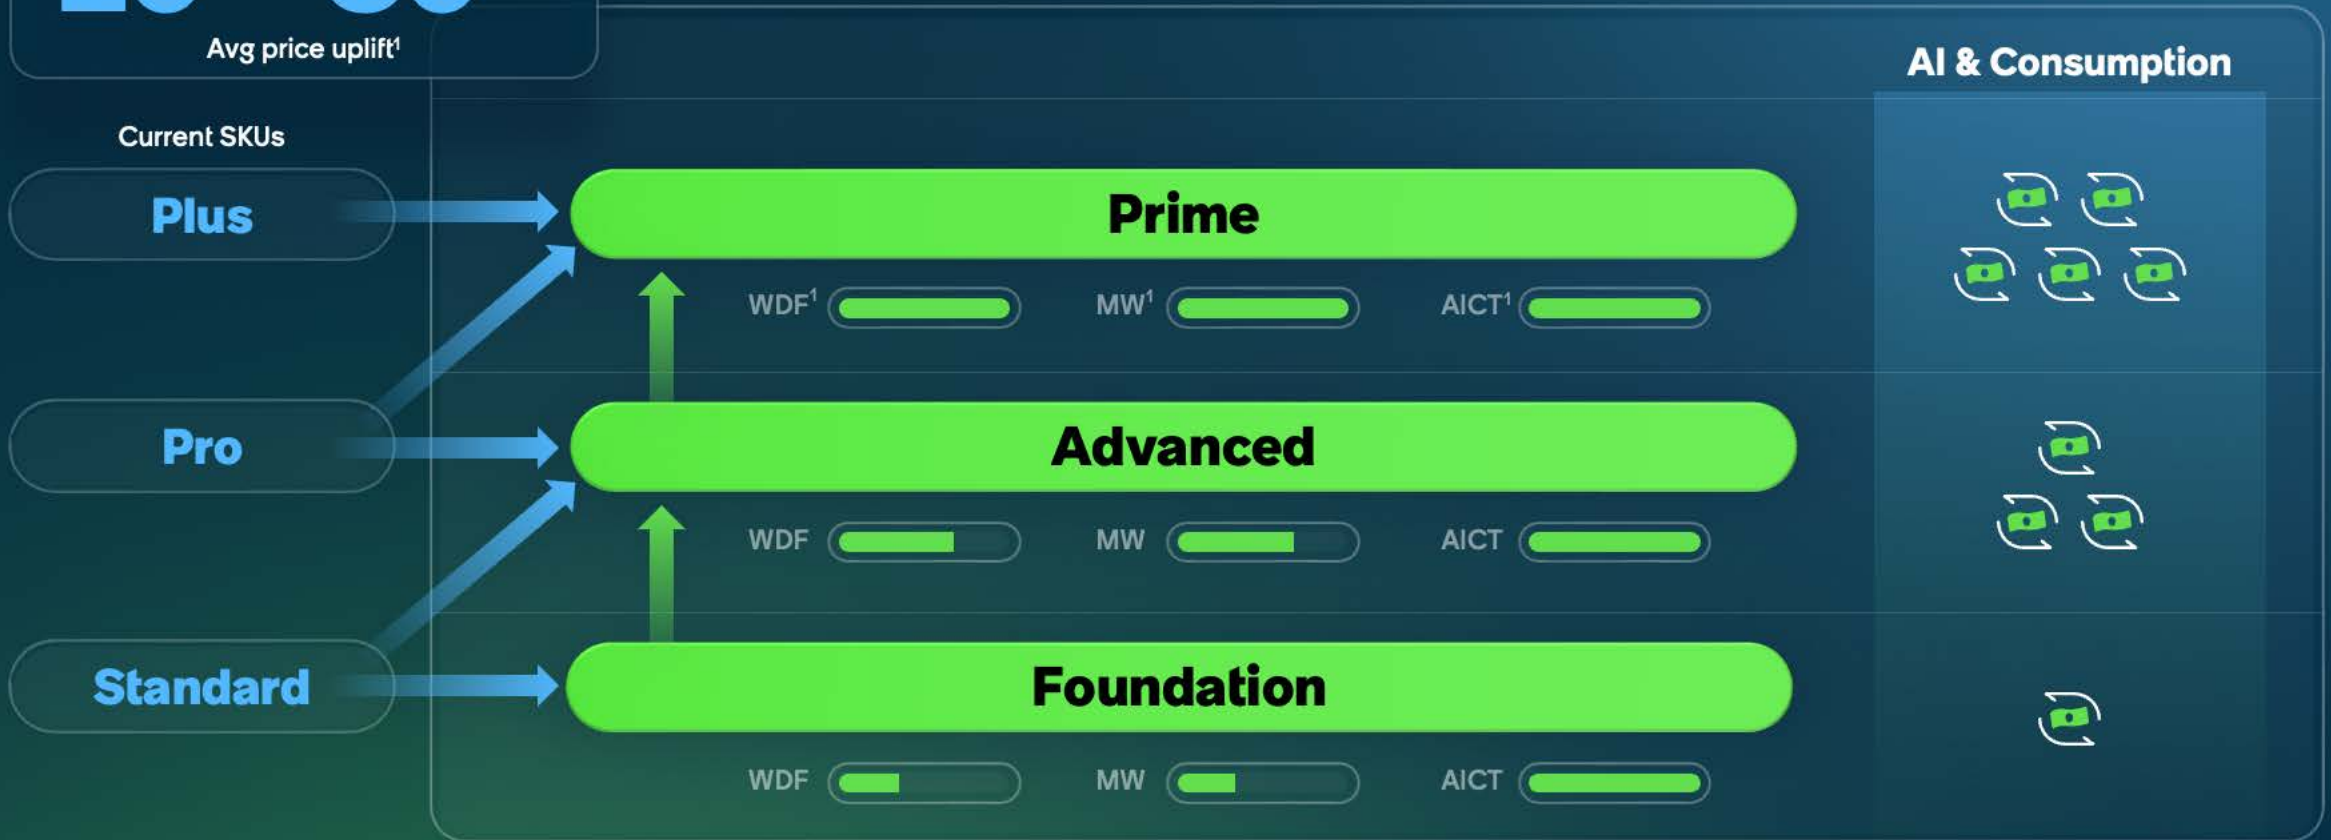 Avg price uplift¹
AI & Consumption
Current SKUs
Plus
Prime
WDF¹ MW¹ AICT¹
Pro
Advanced
WDF MW AICT
Standard
Foundation
WDF MW AICT